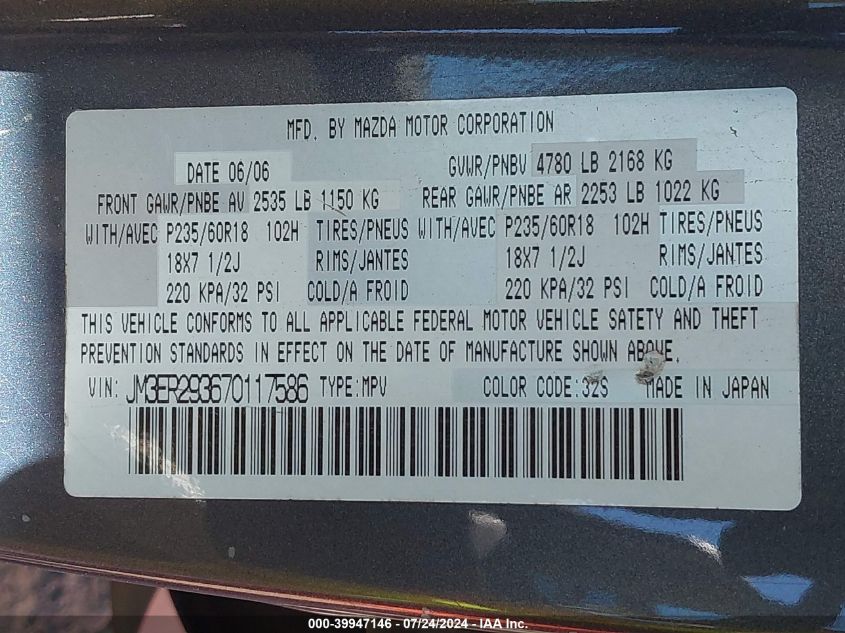 MFD. BY MAZDA MOTOR CORPORATION
DATE 06/06 GVWR/PNBV 4780 LB 2168 KG
FRONT GAWR/PNBE AV 2535 LB 1150 KG REAR GAWR/PNBE AR 2253 LB 1022 KG
WITH/AVEC P235/60R18 102H TIRES/PNEUS WITH/AVEC P235/60R18 102H TIRES/PNEUS
18X7 1/2J RIMS/JANTES 18X7 1/2J RIMS/JANTES
220 KPA/32 PSI COLD/A FROID 220 KPA/32 PSI COLD/A FROID
THIS VEHICLE CONFORMS TO ALL APPLICABLE FEDERAL MOTOR VEHICLE SAFETY AND THEFT
PREVENTION STANDARDS IN EFFECT ON THE DATE OF MANUFACTURE SHOWN ABOVE.
VIN: JM3ER293670117586 TYPE:MPV COLOR CODE:32S MADE IN JAPAN
000-39947146 - 07/24/2024 - IAA Inc.